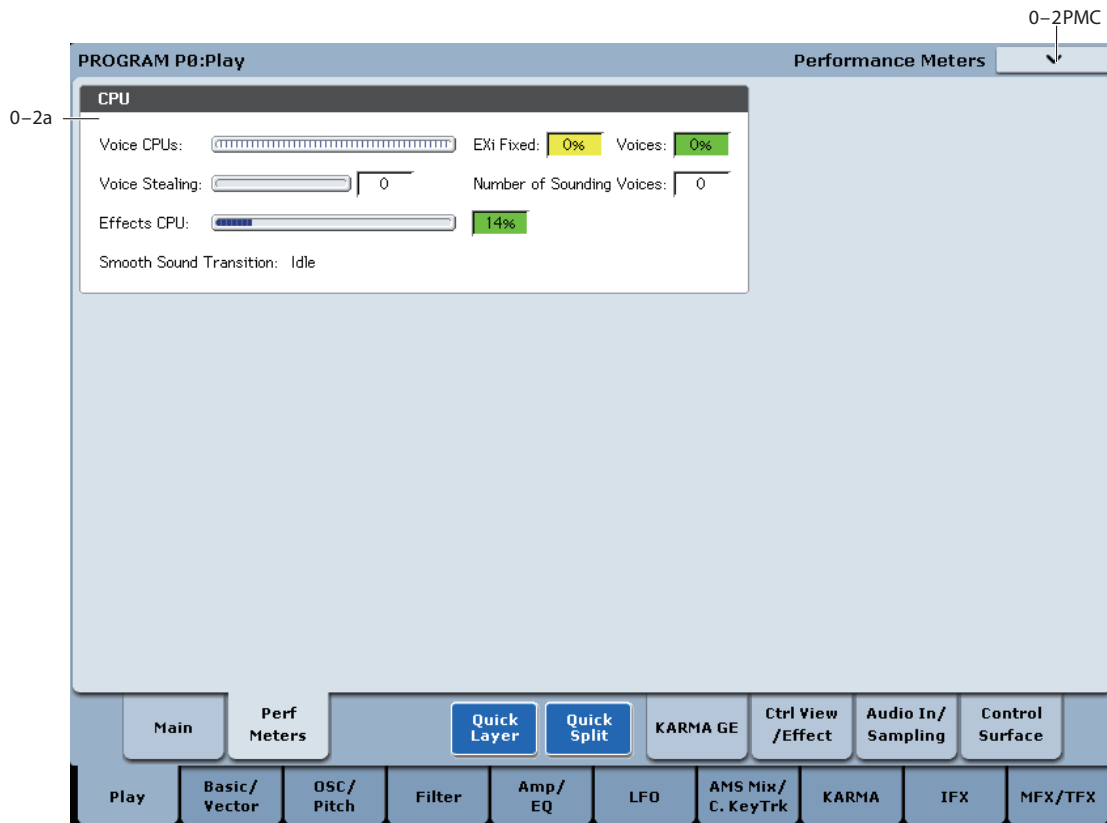 0–2PMC
PROGRAM P0:Play
Performance Meters
0–2a
CPU
Voice CPUs:
EXi Fixed: 0%
Voices: 0%
Voice Stealing: 0
Number of Sounding Voices: 0
Effects CPU: 14%
Smooth Sound Transition: Idle
Main
Perf
Meters
Quick
Layer
Quick
Split
KARMA GE
Ctrl View
/Effect
Audio In/
Sampling
Control
Surface
Play
Basic/
Vector
OSC/
Pitch
Filter
Amp/
EQ
LFO
AMS Mix/
C. KeyTrk
KARMA
IFX
MFX/TFX